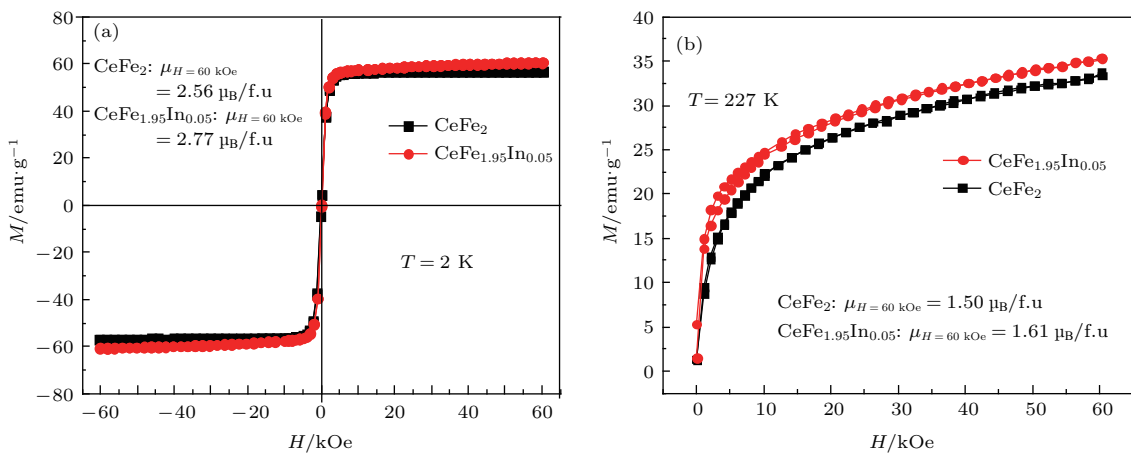 (a)
CeFe₂: μ_H=60 kOe
= 2.56 μB/f.u
CeFe₁.₉₅In₀.₀₅: μ_H=60 kOe
= 2.77 μB/f.u
CeFe₂
CeFe₁.₉₅In₀.₀₅
T = 2 K
M/emu·g⁻¹
80
60
40
20
0
−20
−40
−60
−80
−60
−40
−20
0
20
40
60
H/kOe
(b)
T = 227 K
CeFe₁.₉₅In₀.₀₅
CeFe₂
CeFe₂: μ_H=60 kOe = 1.50 μB/f.u
CeFe₁.₉₅In₀.₀₅: μ_H=60 kOe = 1.61 μB/f.u
M/emu·g⁻¹
40
35
30
25
20
15
10
5
0
0
10
20
30
40
50
60
H/kOe